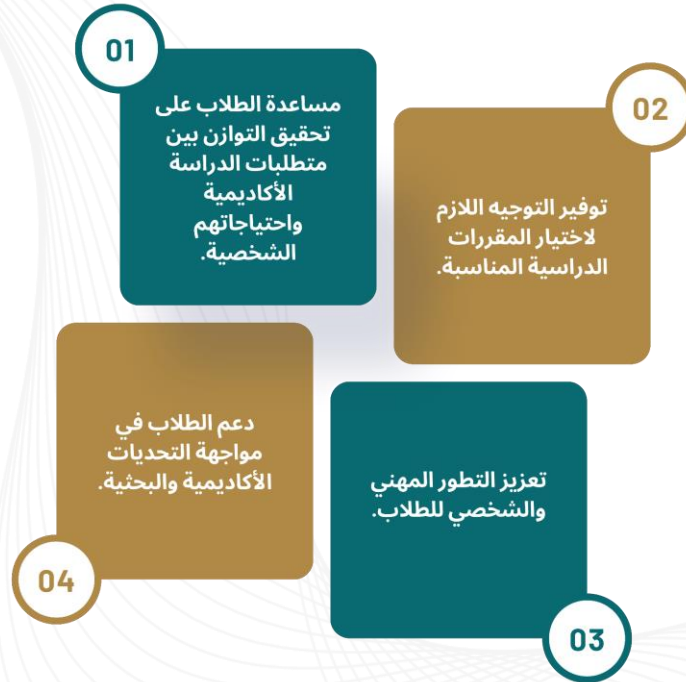 01
مساعدة الطلاب على
تحقيق التوازن بين
متطلبات الدراسة
الأكاديمية
واحتياجاتهم
الشخصية.
02
توفير التوجيه اللازم
لاختيار المقررات
الدراسية المناسبة.
03
تعزيز التطور المهني
والشخصي للطلاب.
04
دعم الطلاب في
مواجهة التحديات
الأكاديمية والبحثية.